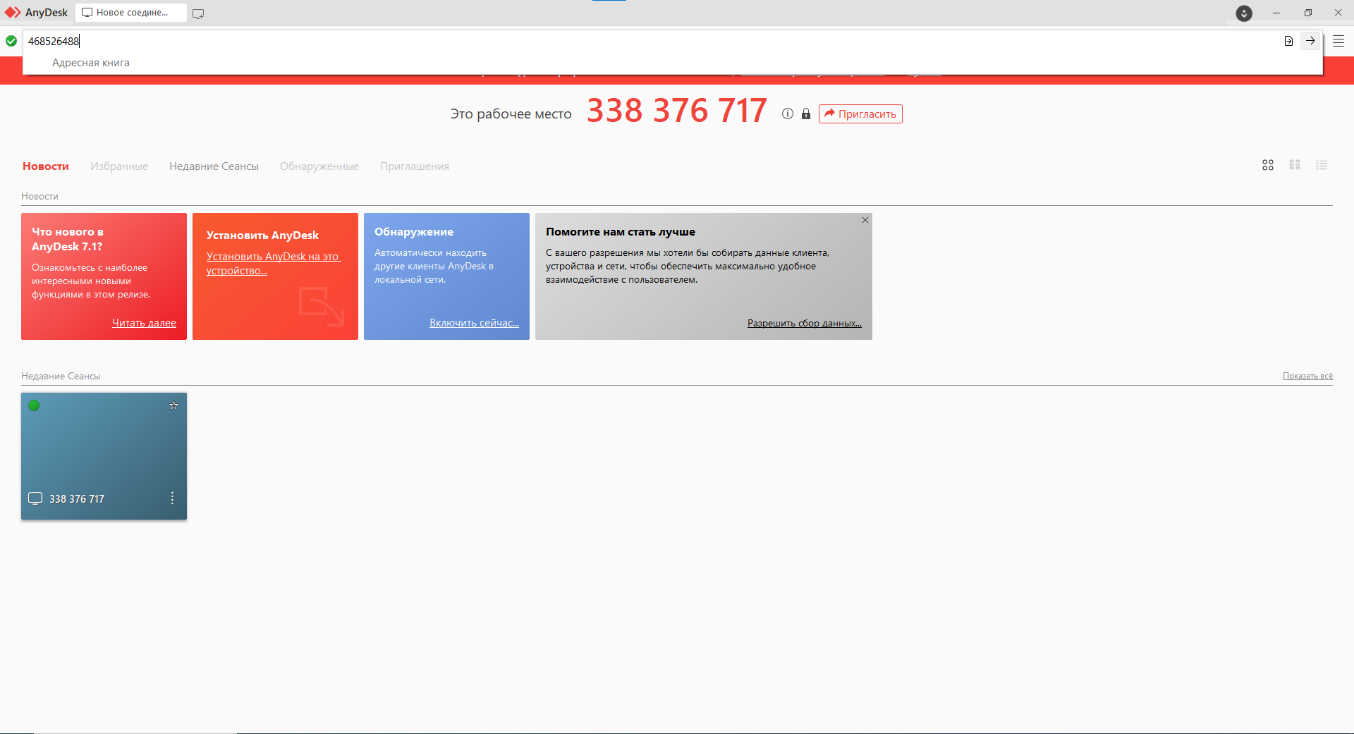 AnyDesk
Новое соедине...
468526488
Адресная книга
Это рабочее место 338 376 717 Пригласить
Новости Избранные Недавние Сеансы Обнаруженные Приглашения
Новости
Что нового в
AnyDesk 7.1?
Ознакомьтесь с наиболее
интересными новыми
функциями в этом релизе.
Читать далее
Установить AnyDesk
Установить AnyDesk на это
устройство...
Обнаружение
Автоматически находить
другие клиенты AnyDesk в
локальной сети.
Включить сейчас...
Помогите нам стать лучше
С вашего разрешения мы хотели бы собирать данные клиента,
устройства и сети, чтобы обеспечить максимально удобное
взаимодействие с пользователем.
Разрешить сбор данных...
Недавние Сеансы Показать всё
338 376 717